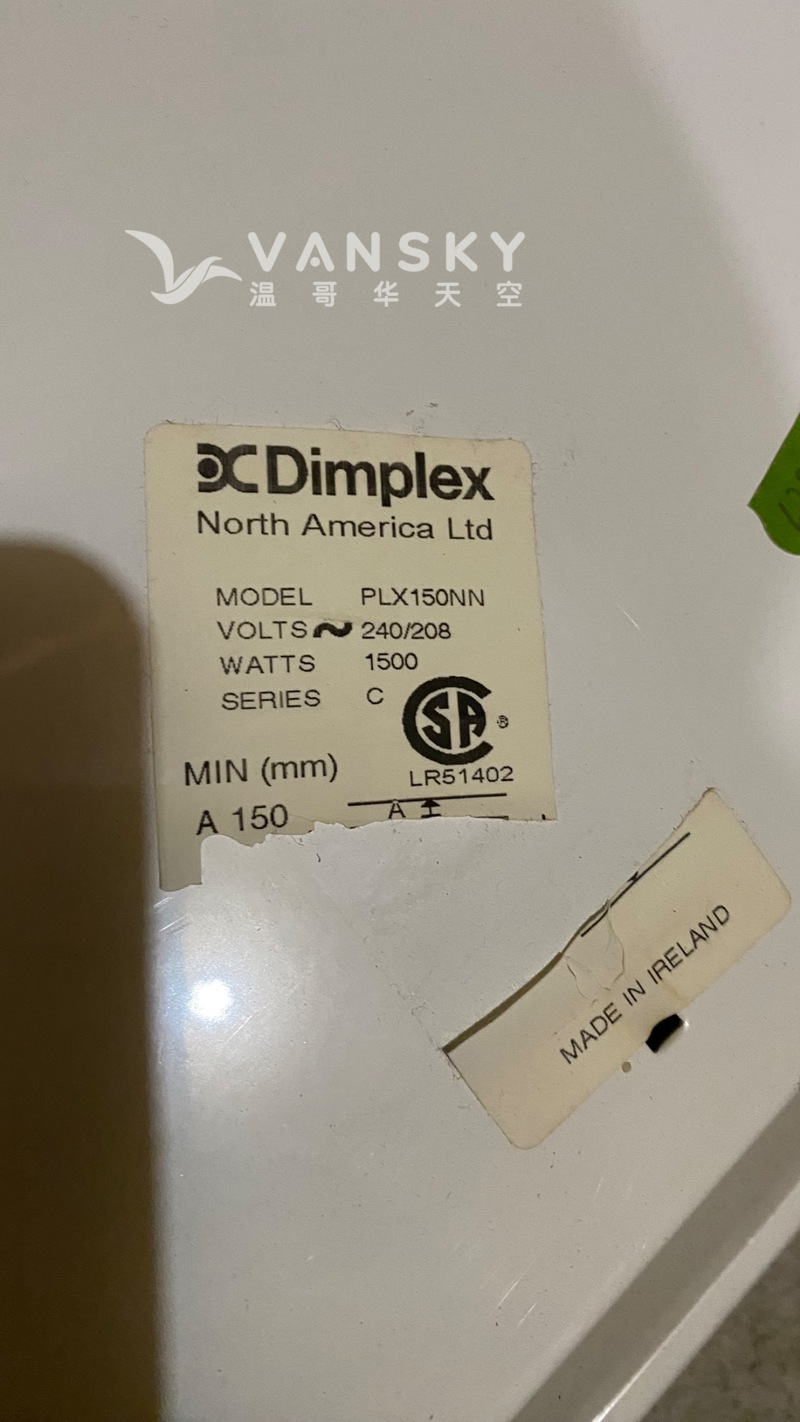 VANSKY
温哥华天空
Dimplex
North America Ltd
MODEL PLX150NN
VOLTS ~ 240/208
WATTS 1500
SERIES C
SA ®
MIN (mm) LR51402
A 150 A
MADE IN IRELAND